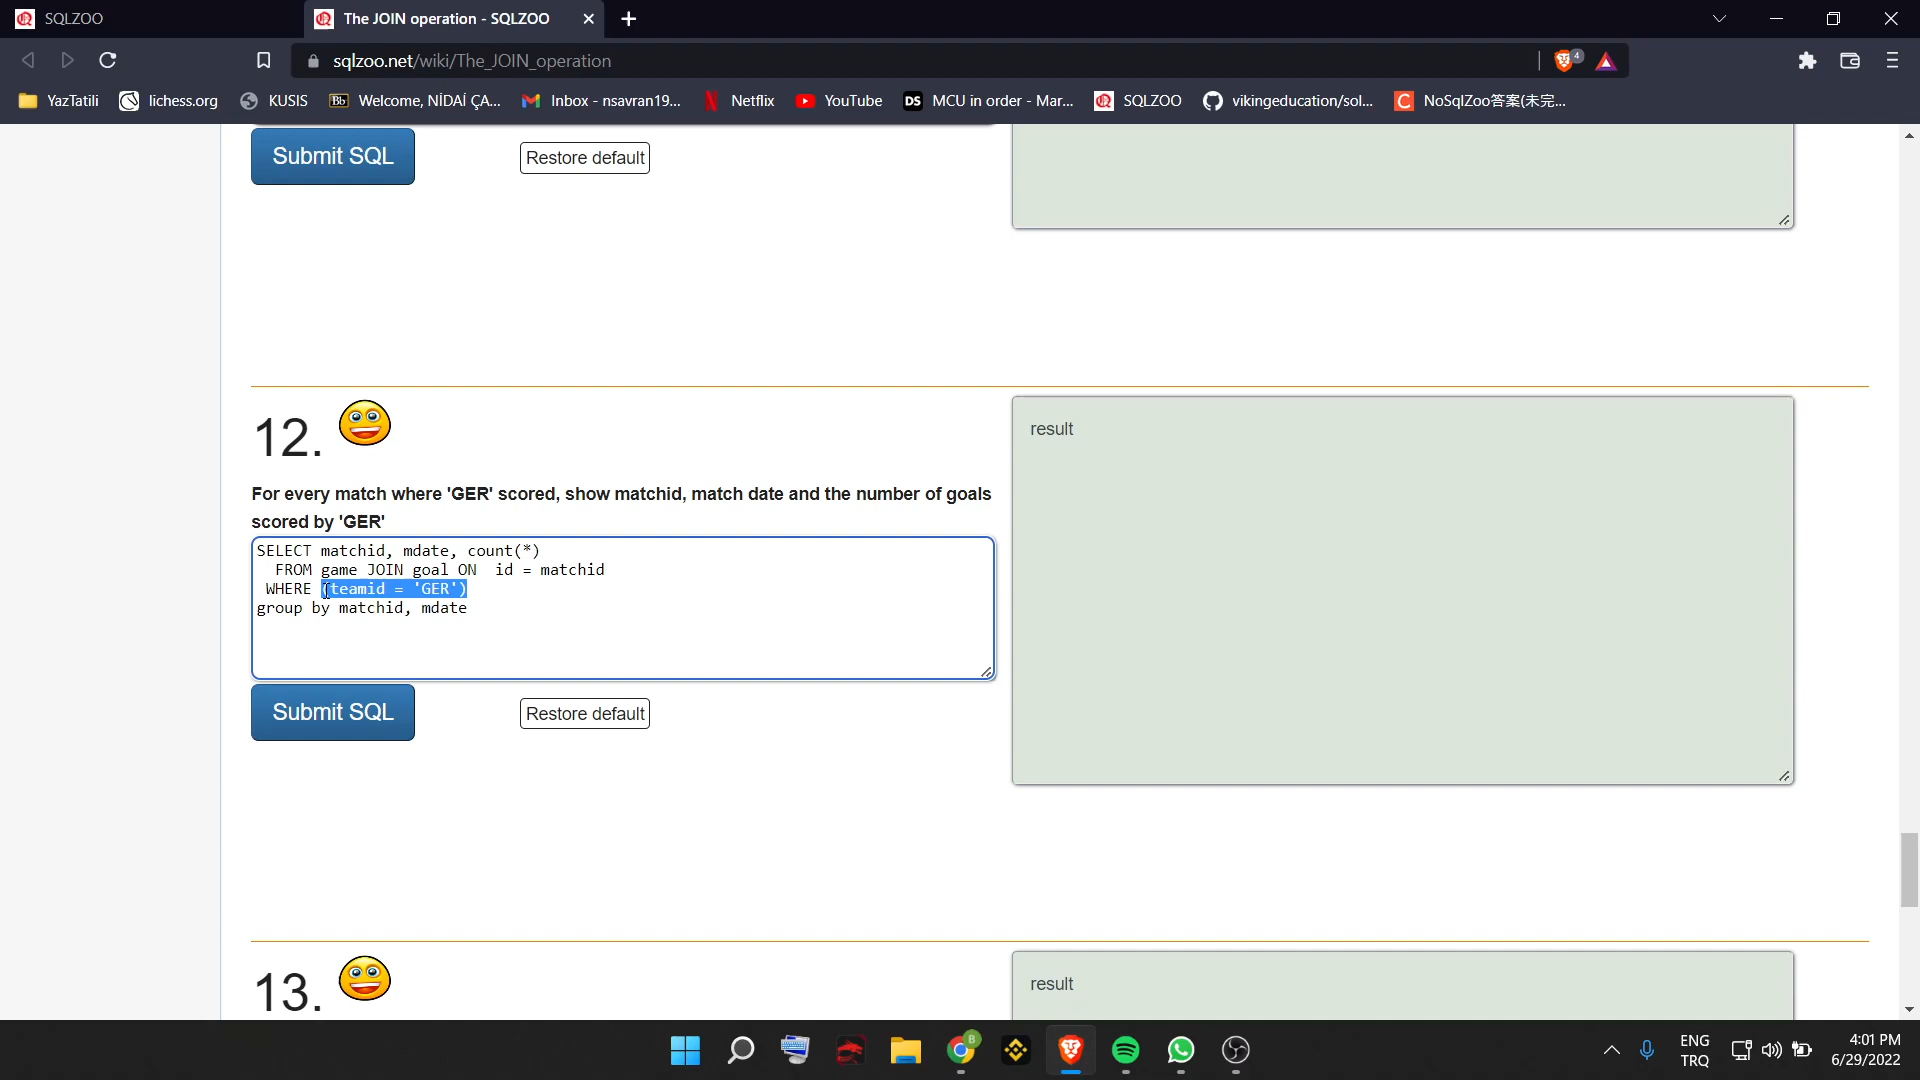 SQLZOO
The JOIN operation - SQLZOO
sqlzoo.net/wiki/The_JOIN_operation
4
YazTatili
lichess.org
KUSIS
Bb Welcome, NİDAİ ÇA...
Inbox - nsavran19...
Netflix
YouTube
DS MCU in order - Mar...
SQLZOO
vikingeducation/sol...
C NoSqlZoo答案(未完...
Submit SQL
Restore default
12.
For every match where 'GER' scored, show matchid, match date and the number of goals
scored by 'GER'
SELECT matchid, mdate, count(*)
FROM game JOIN goal ON id = matchid
WHERE (teamid = 'GER')
group by matchid, mdate
result
Submit SQL
Restore default
13.
result
B
ENG
TRQ
4:01 PM
6/29/2022